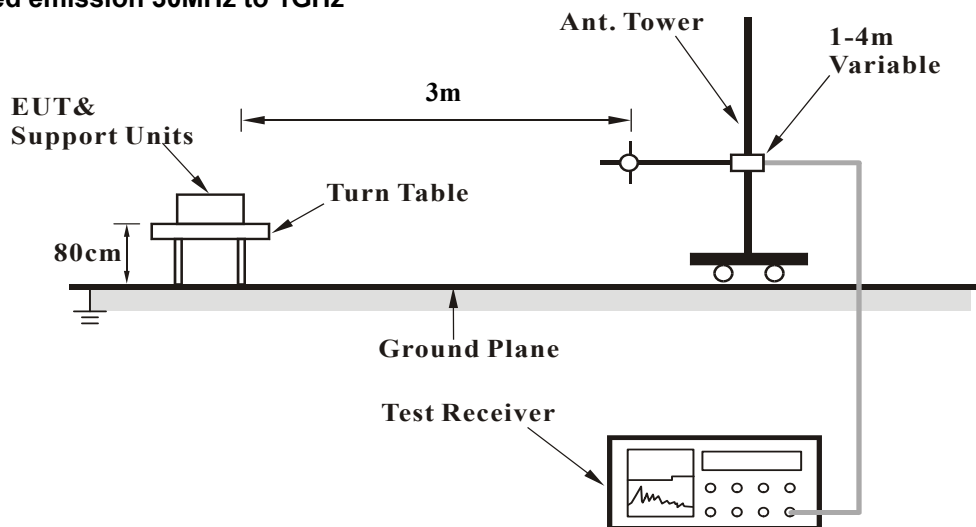 emission 30MHz to 1GHz
Ant. Tower
1-4m
Variable
3m
EUT&
Support Units
Turn Table
80cm
Ground Plane
Test Receiver